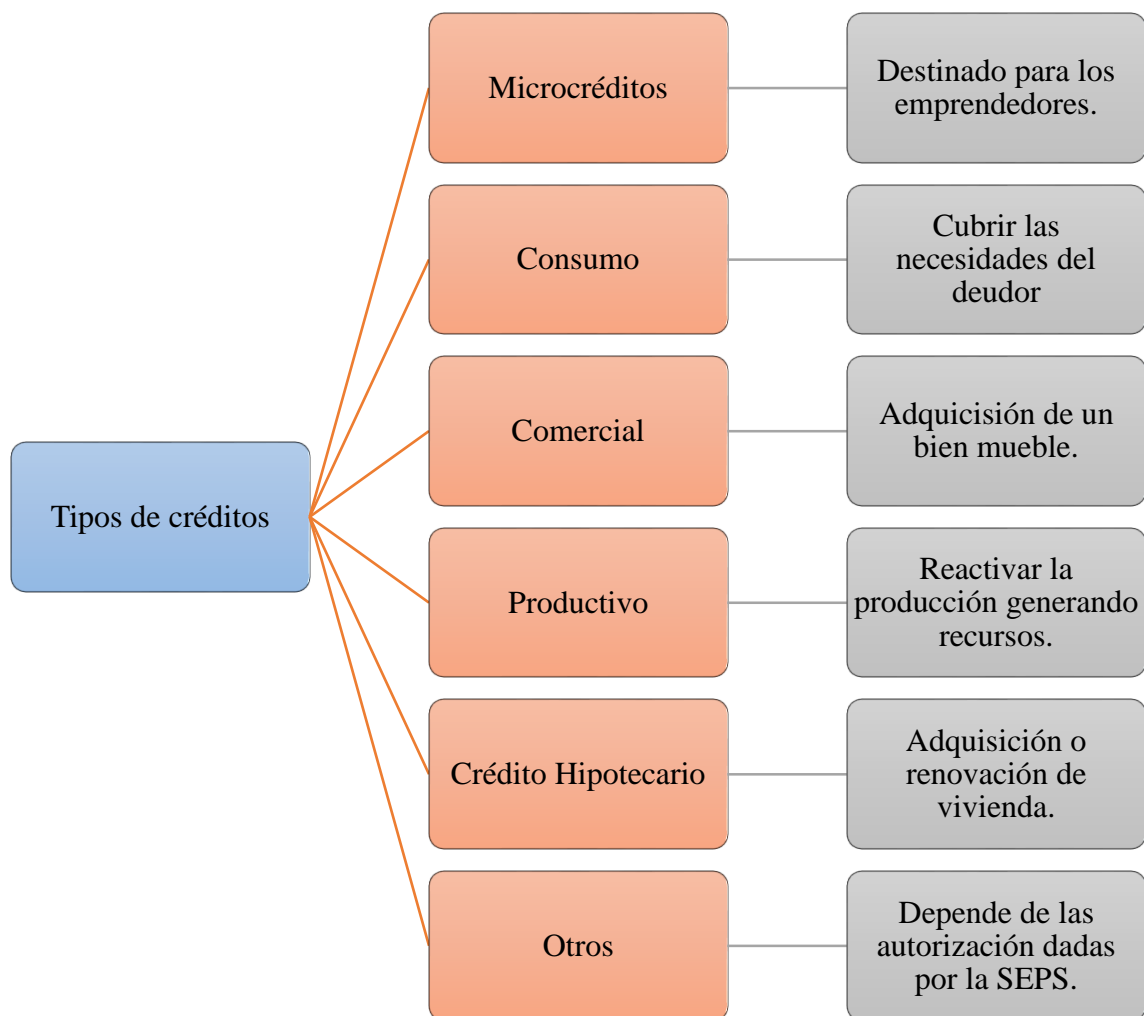 Microcréditos
Destinado para los
emprendedores.
Consumo
Cubrir las
necesidades del
deudor
Comercial
Adquicisión de un
bien mueble.
Tipos de créditos
Productivo
Reactivar la
producción generando
recursos.
Crédito Hipotecario
Adquisición o
renovación de
vivienda.
Otros
Depende de las
autorización dadas
por la SEPS.